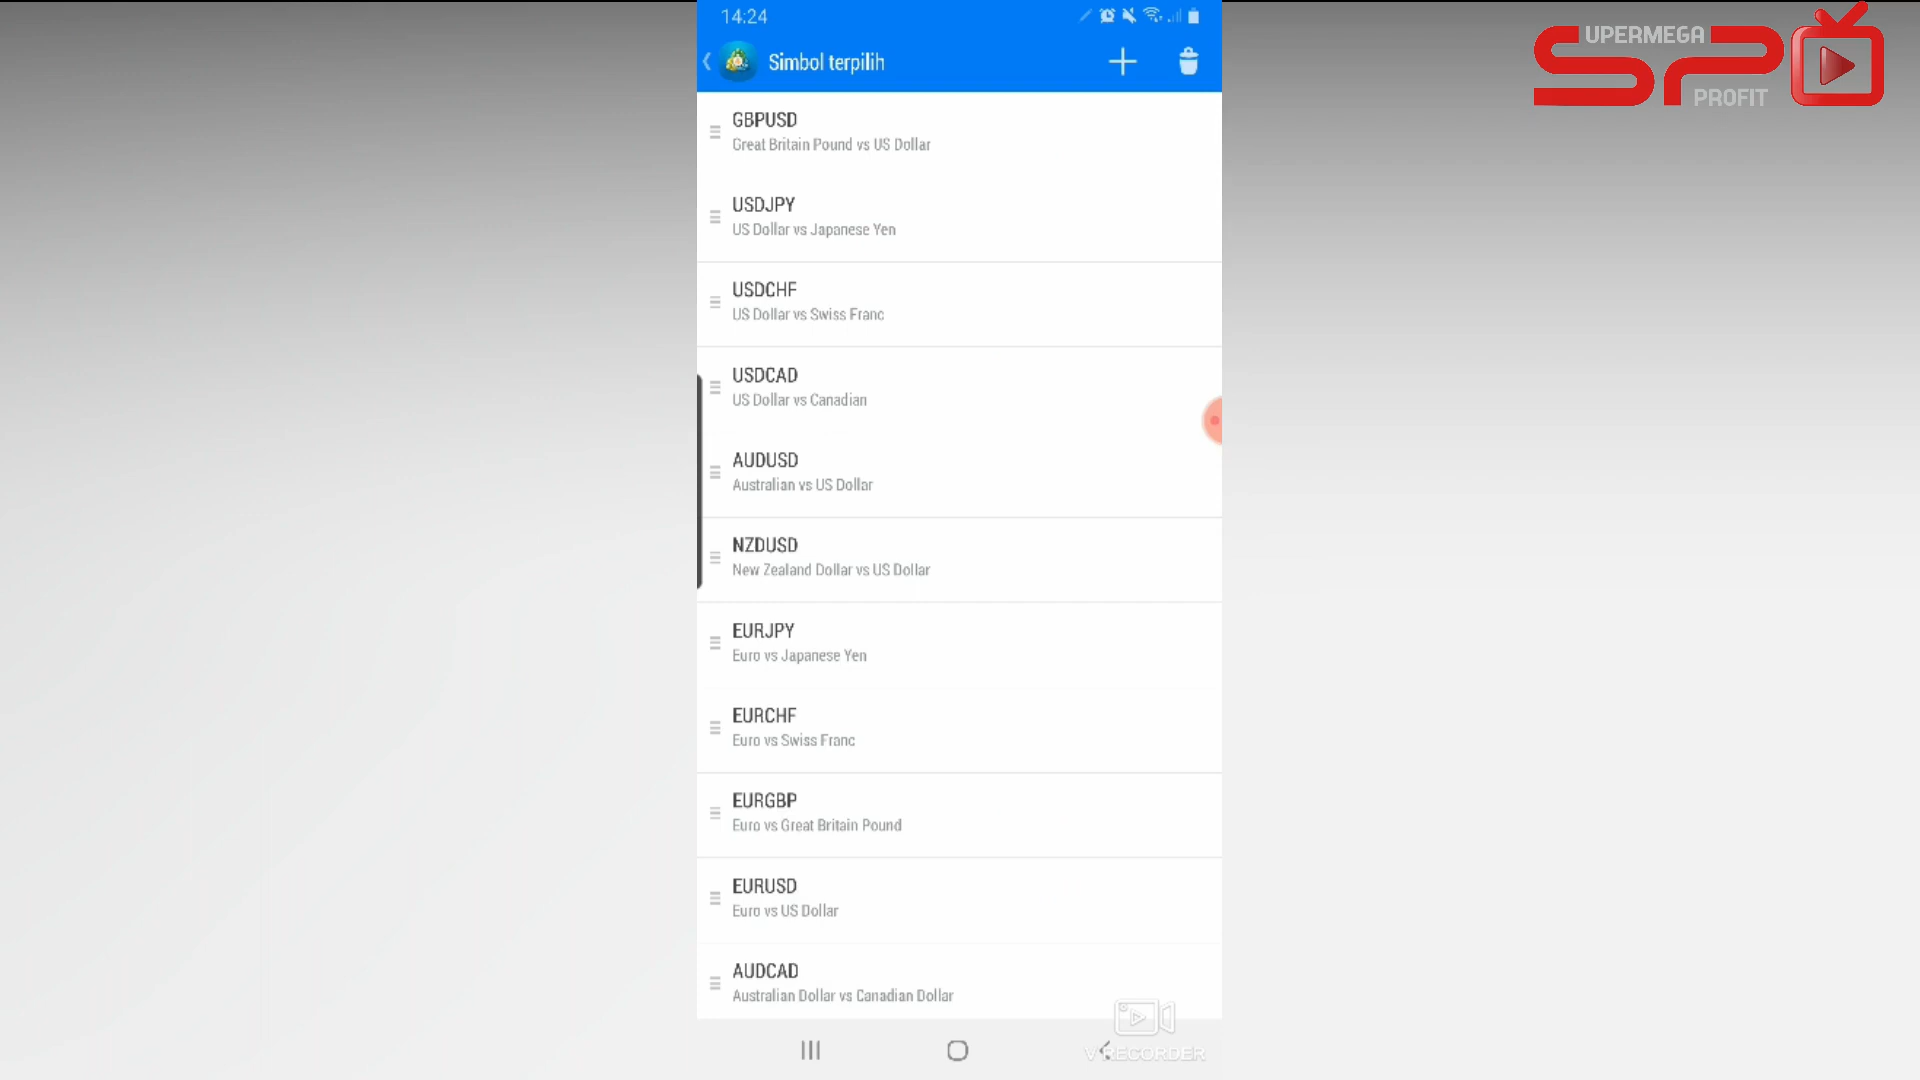 14:24
UPERMEGA
SP
PROFIT
Simbol terpilih
GBPUSD
Great Britain Pound vs US Dollar
USDJPY
US Dollar vs Japanese Yen
USDCHF
US Dollar vs Swiss Franc
USDCAD
US Dollar vs Canadian
AUDUSD
Australian vs US Dollar
NZDUSD
New Zealand Dollar vs US Dollar
EURJPY
Euro vs Japanese Yen
EURCHF
Euro vs Swiss Franc
EURGBP
Euro vs Great Britain Pound
EURUSD
Euro vs US Dollar
AUDCAD
Australian Dollar vs Canadian Dollar
V RECORDER